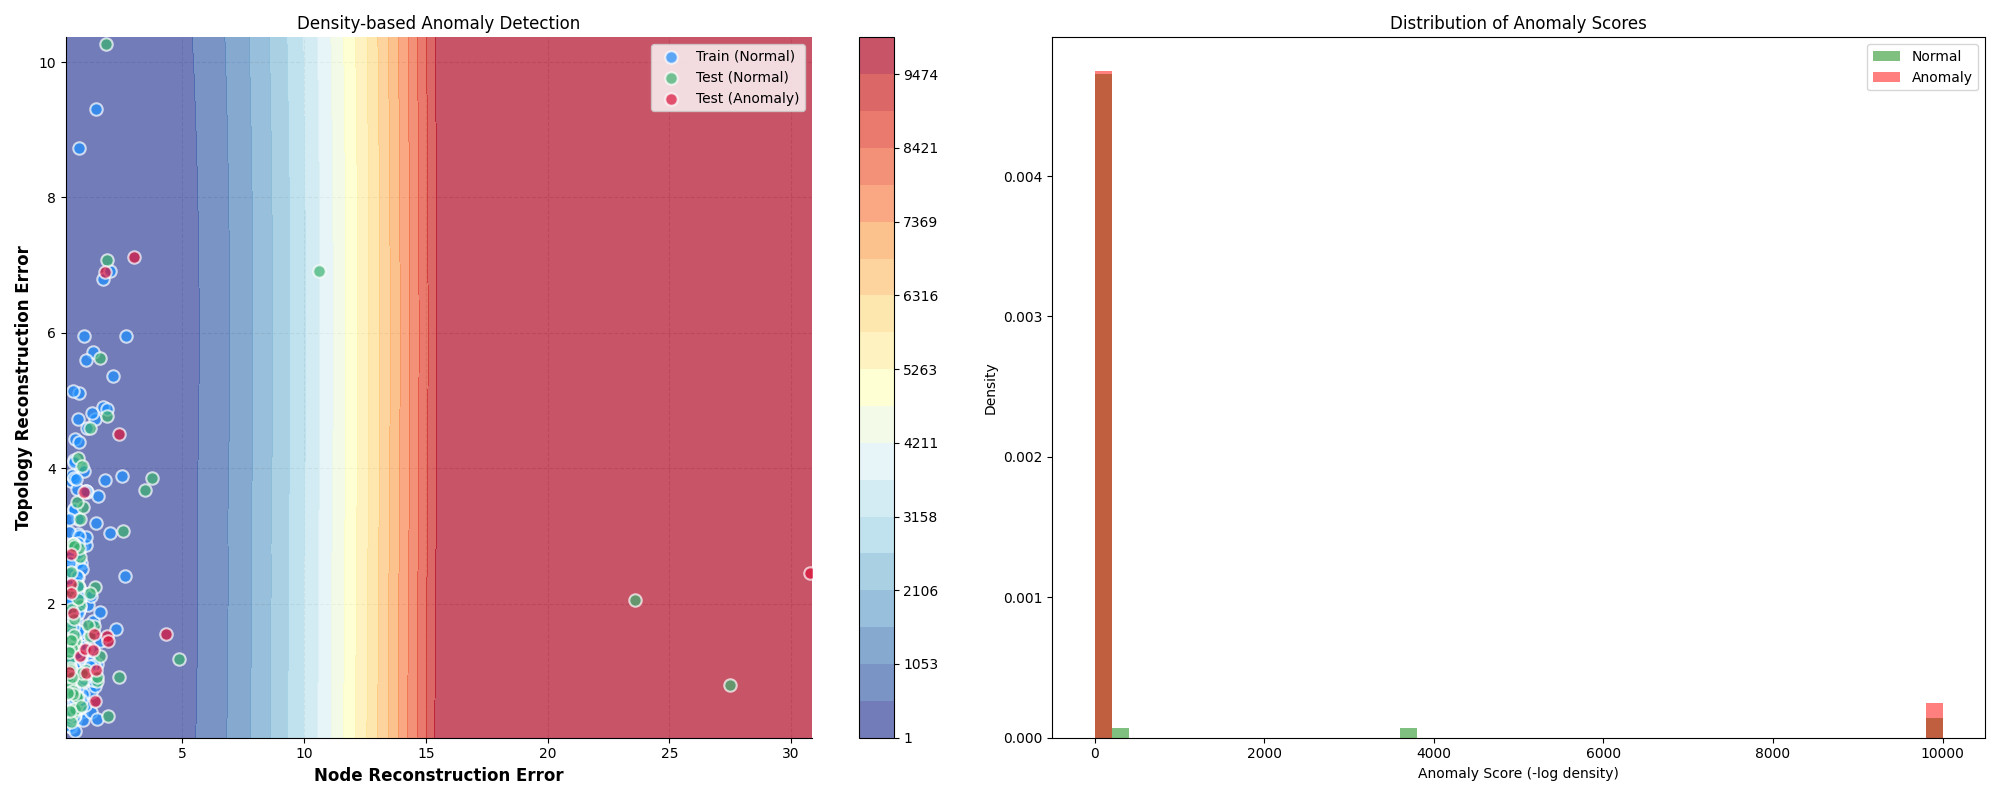 Density-based Anomaly Detection
Train (Normal)
Test (Normal)
Test (Anomaly)
10
8
6
4
2
Topology Reconstruction Error
5
10
15
20
25
30
Node Reconstruction Error
9474
8421
7369
6316
5263
4211
3158
2106
1053
1
Distribution of Anomaly Scores
Normal
Anomaly
0.004
0.003
0.002
0.001
0.000
Density
0
2000
4000
6000
8000
10000
Anomaly Score (-log density)